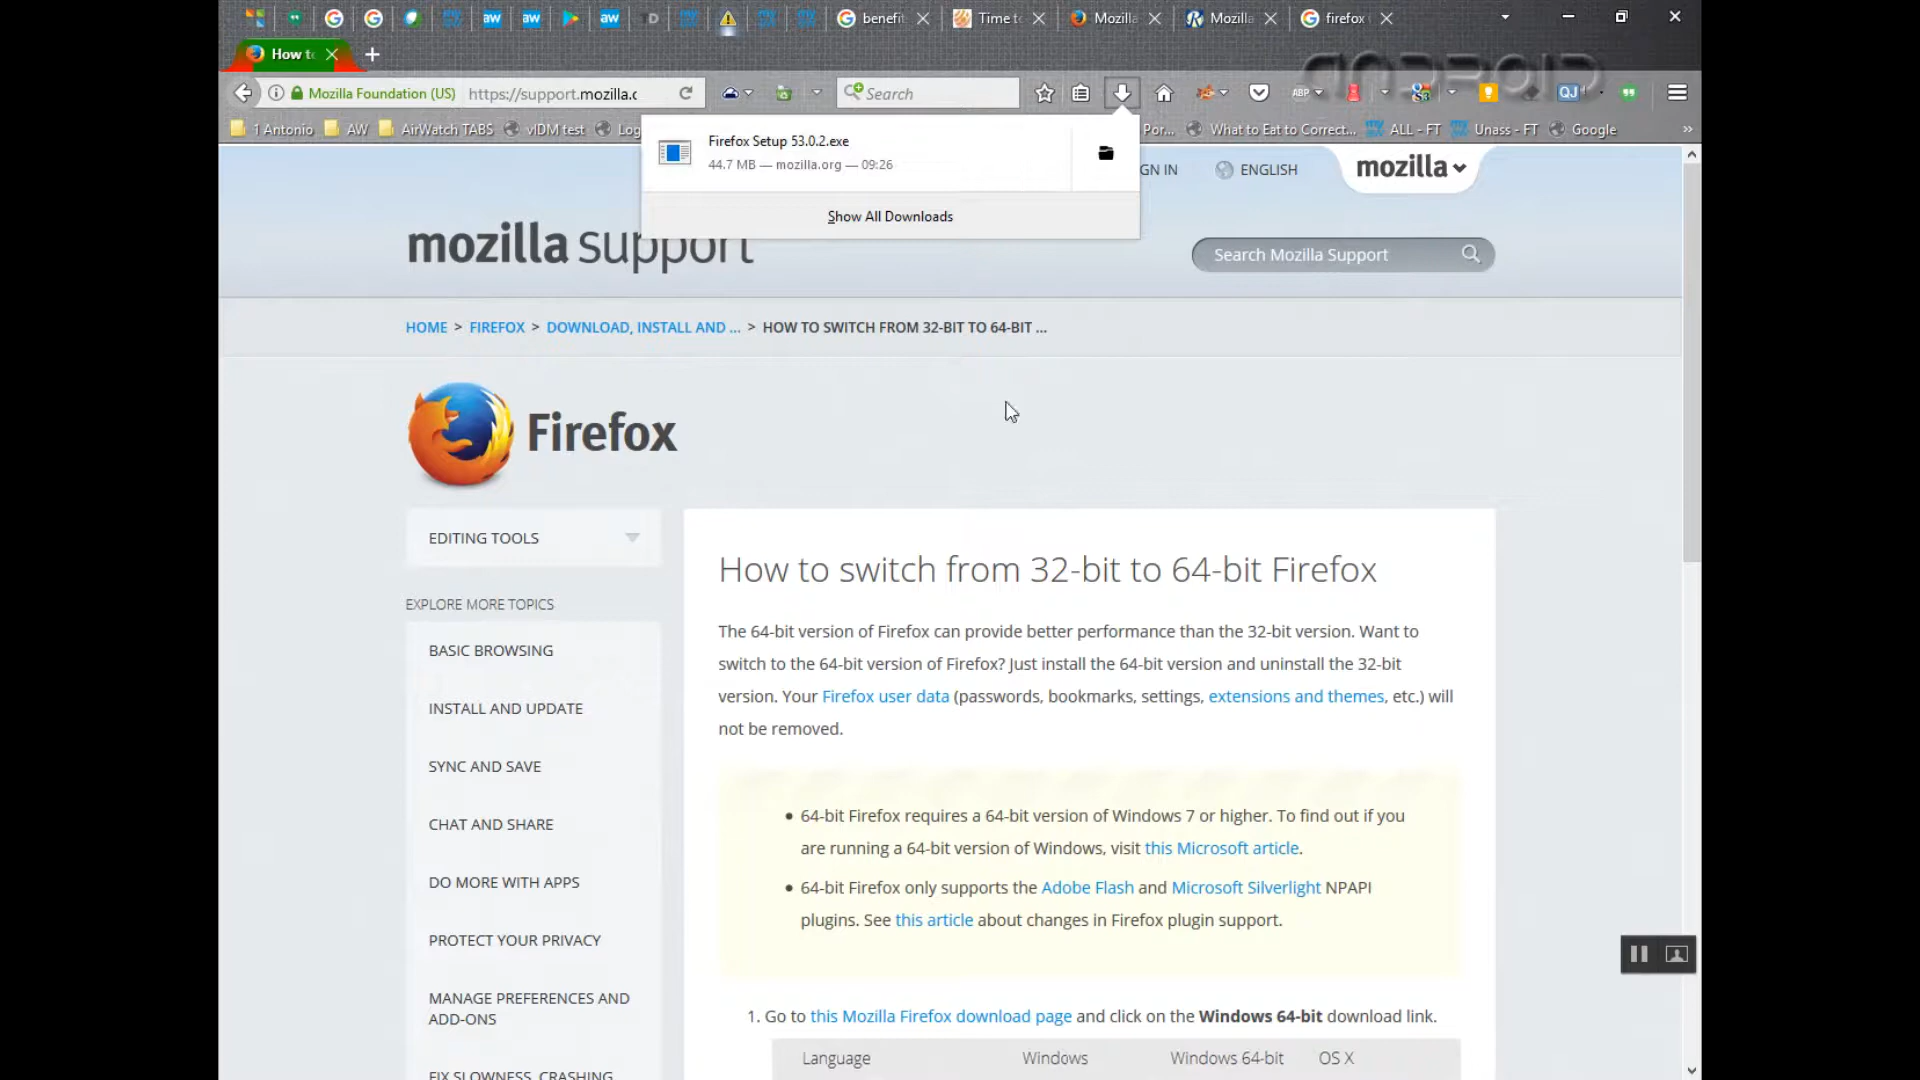 aw
aw
aw
D
benefit
Time t
Mozilla
Mozilla
firefox
How to
ANDROID
Mozilla Foundation (US)
https://support.mozilla.c
Search
ABP
QJ
1 Antonio
AW
AirWatch TABS
vIDM test
Log
Por...
What to Eat to Correct...
ALL - FT
Unass - FT
Google
»
Firefox Setup 53.0.2.exe
44.7 MB — mozilla.org — 09:26
Show All Downloads
GN IN
ENGLISH
mozilla
mozilla support
Search Mozilla Support
HOME > FIREFOX > DOWNLOAD, INSTALL AND ... > HOW TO SWITCH FROM 32-BIT TO 64-BIT ...
Firefox
EDITING TOOLS
EXPLORE MORE TOPICS
BASIC BROWSING
INSTALL AND UPDATE
SYNC AND SAVE
CHAT AND SHARE
DO MORE WITH APPS
PROTECT YOUR PRIVACY
MANAGE PREFERENCES AND
ADD-ONS
FIX SLOWNESS, CRASHING,
How to switch from 32-bit to 64-bit Firefox
The 64-bit version of Firefox can provide better performance than the 32-bit version. Want to
switch to the 64-bit version of Firefox? Just install the 64-bit version and uninstall the 32-bit
version. Your Firefox user data (passwords, bookmarks, settings, extensions and themes, etc.) will
not be removed.
• 64-bit Firefox requires a 64-bit version of Windows 7 or higher. To find out if you
are running a 64-bit version of Windows, visit this Microsoft article.
• 64-bit Firefox only supports the Adobe Flash and Microsoft Silverlight NPAPI
plugins. See this article about changes in Firefox plugin support.
1. Go to this Mozilla Firefox download page and click on the Windows 64-bit download link.
Language Windows Windows 64-bit OS X